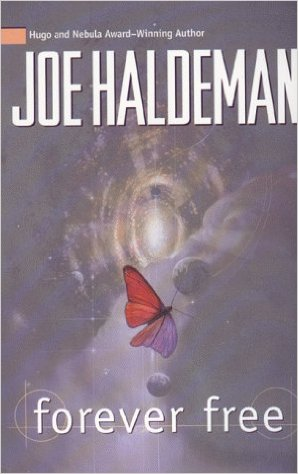 Hugo and Nebula Award–Winning Author
JOE HALDEMAN
forever free